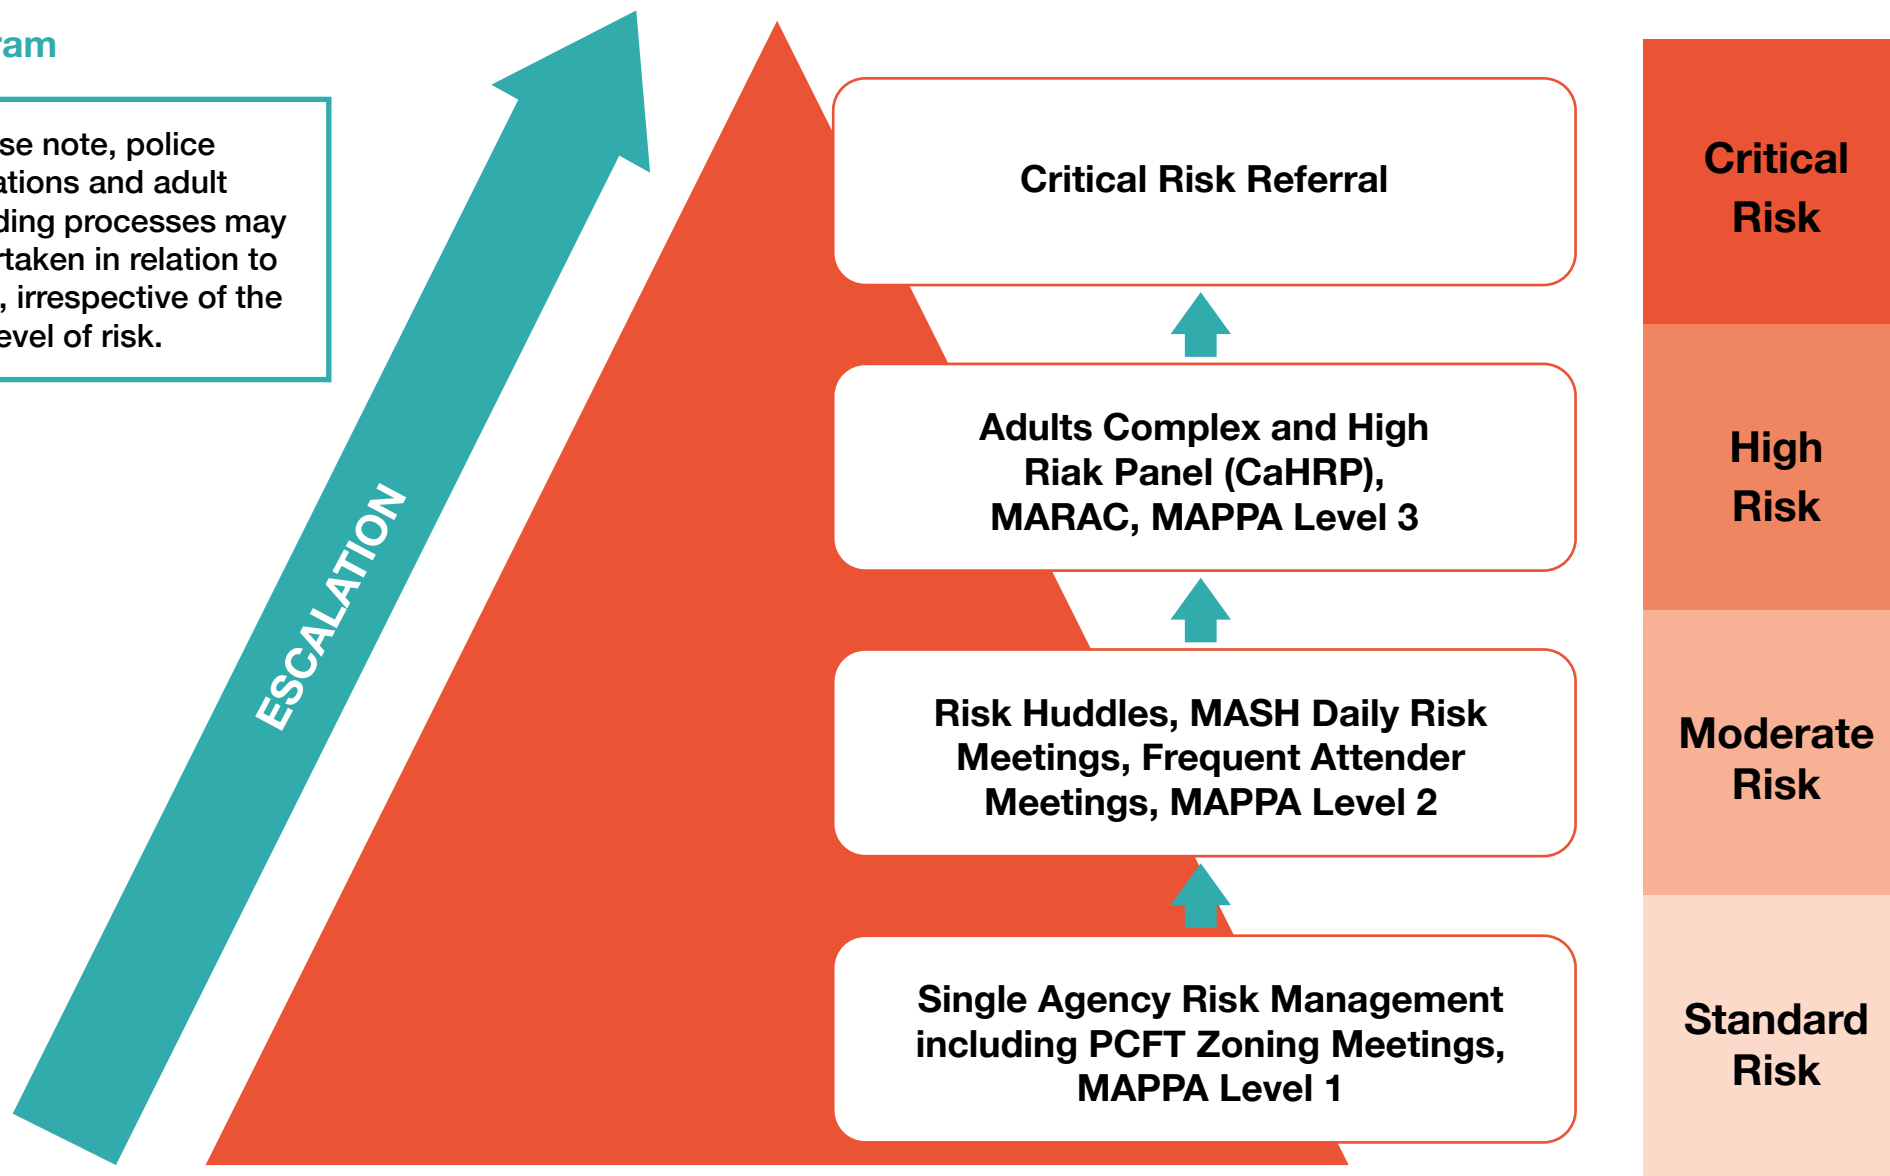 ram
se note, police
ations and adult
ding processes may
rtaken in relation to
, irrespective of the
evel of risk.
ESCALATION
Critical Risk Referral
Adults Complex and High
Riak Panel (CaHRP),
MARAC, MAPPA Level 3
Risk Huddles, MASH Daily Risk
Meetings, Frequent Attender
Meetings, MAPPA Level 2
Single Agency Risk Management
including PCFT Zoning Meetings,
MAPPA Level 1
Critical
Risk
High
Risk
Moderate
Risk
Standard
Risk